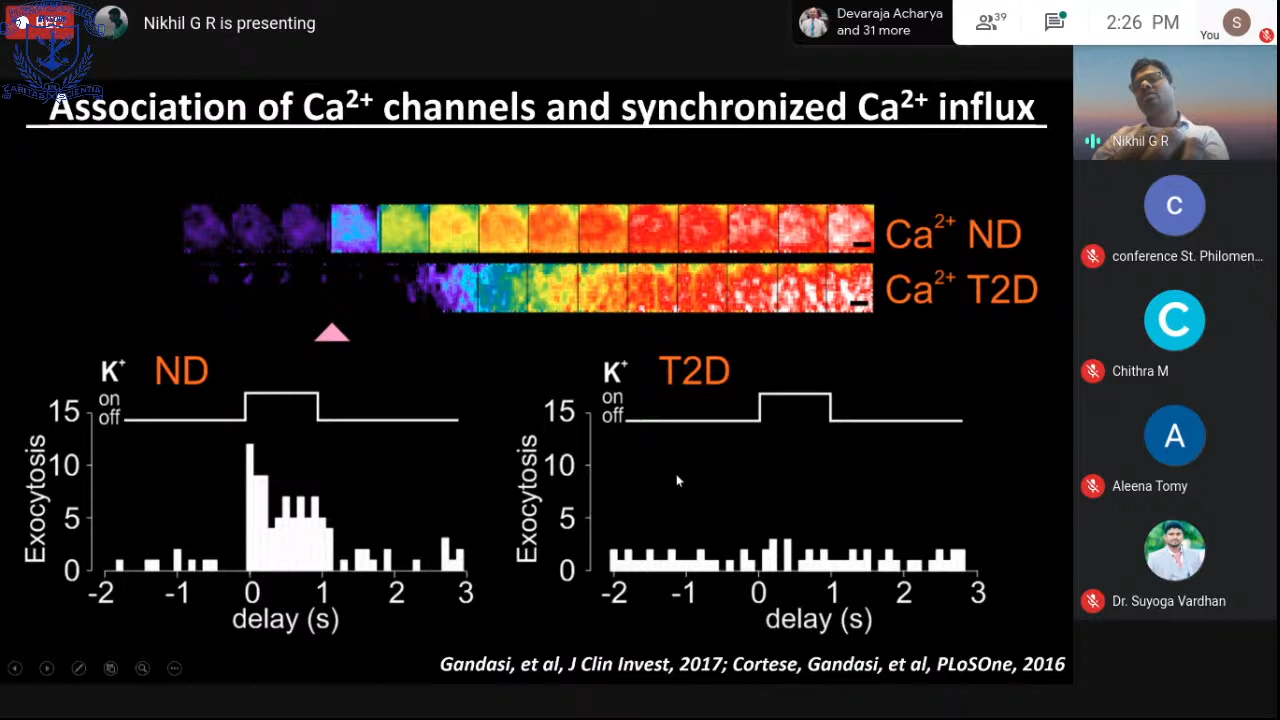 Nikhil G R is presenting
Devaraja Acharya
and 31 more
39
2:26 PM
You
S
Association of Ca²⁺ channels and synchronized Ca²⁺ influx
Nikhil G R
Ca²⁺ ND
Ca²⁺ T2D
C
conference St. Philomen...
K⁺ ND
on
off
15
10
5
0
Exocytosis
-2 -1 0 1 2 3
delay (s)
K⁺ T2D
on
off
15
10
5
0
Exocytosis
-2 -1 0 1 2 3
delay (s)
C
Chithra M
A
Aleena Tomy
Dr. Suyoga Vardhan
Gandasi, et al, J Clin Invest, 2017; Cortese, Gandasi, et al, PLoSOne, 2016